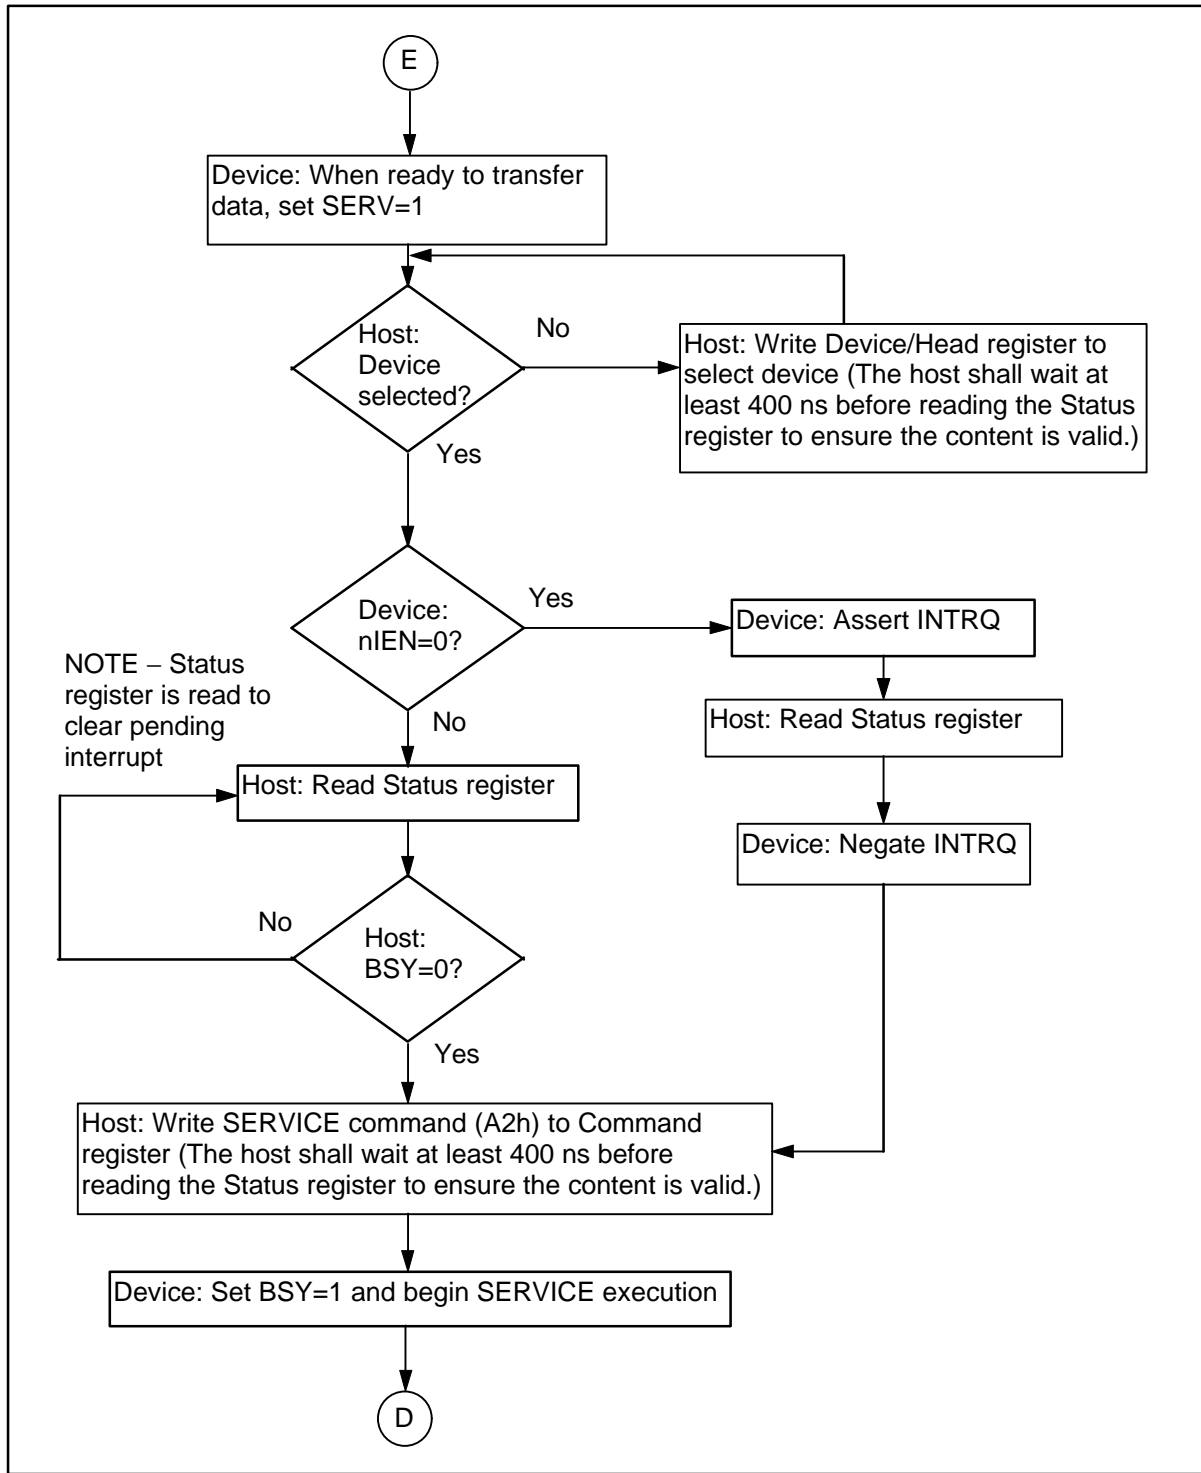 E
Device: When ready to transfer
data, set SERV=1
Host:
Device
selected?
No
Host: Write Device/Head register to
select device (The host shall wait at
least 400 ns before reading the Status
register to ensure the content is valid.)
Yes
Device:
nIEN=0?
Yes
Device: Assert INTRQ
NOTE – Status
register is read to
clear pending
interrupt
No
Host: Read Status register
Host: Read Status register
Device: Negate INTRQ
No
Host:
BSY=0?
Yes
Host: Write SERVICE command (A2h) to Command
register (The host shall wait at least 400 ns before
reading the Status register to ensure the content is valid.)
Device: Set BSY=1 and begin SERVICE execution
D